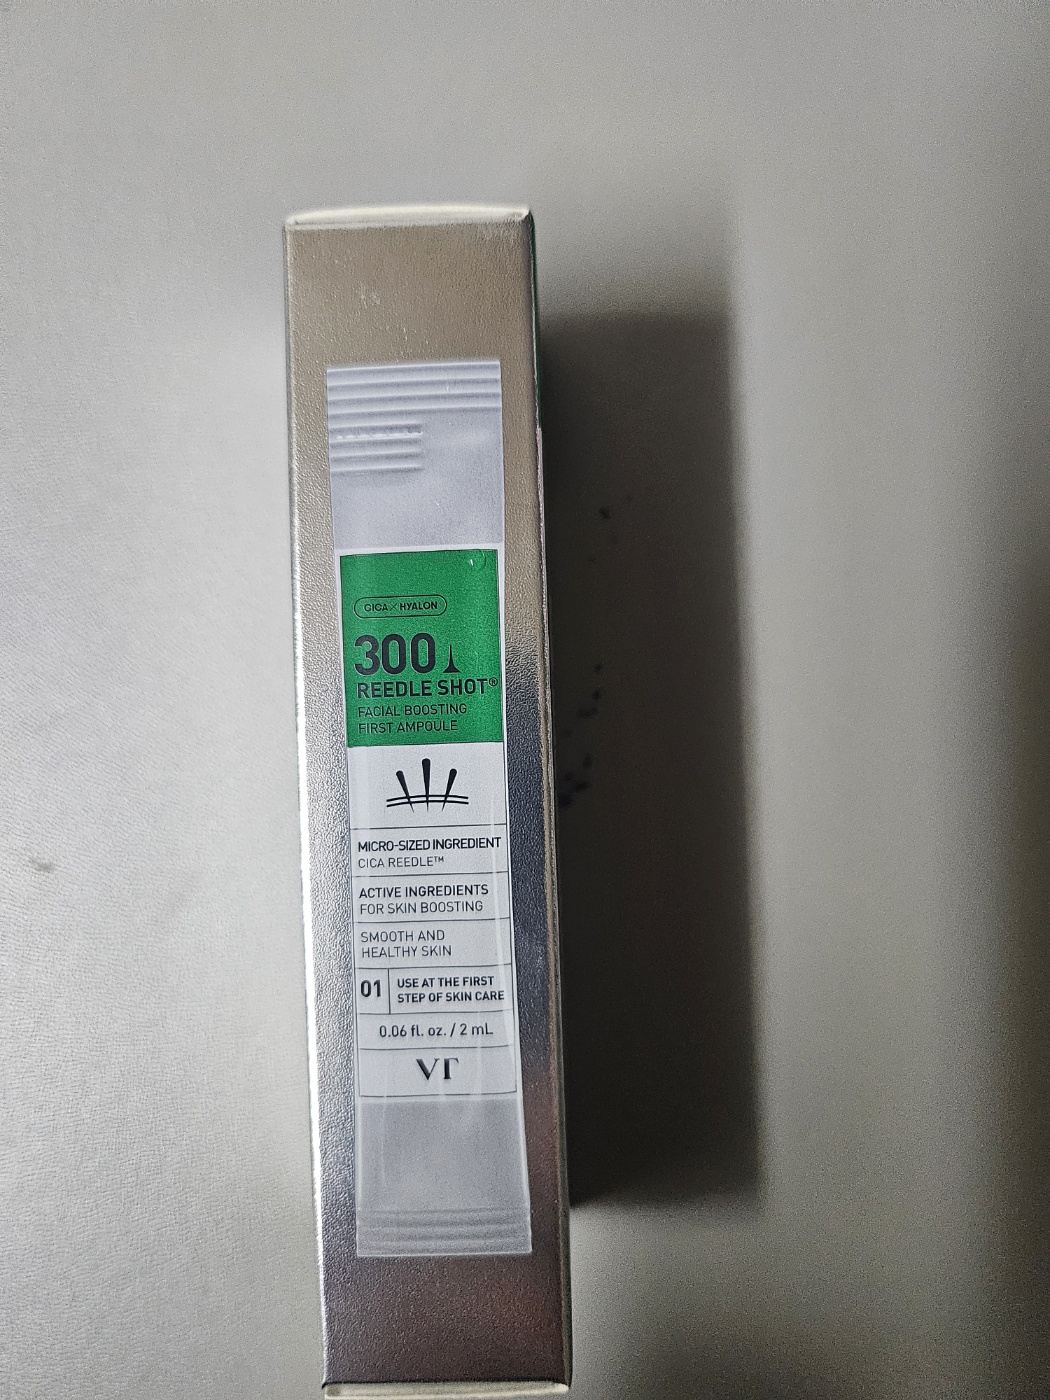 CICA × HYALON
300
REEDLE SHOT®
FACIAL BOOSTING
FIRST AMPOULE
MICRO-SIZED INGREDIENT
CICA REEDLE™
ACTIVE INGREDIENTS
FOR SKIN BOOSTING
SMOOTH AND
HEALTHY SKIN
01 USE AT THE FIRST
STEP OF SKIN CARE
0.06 fl. oz. / 2 mL
VT